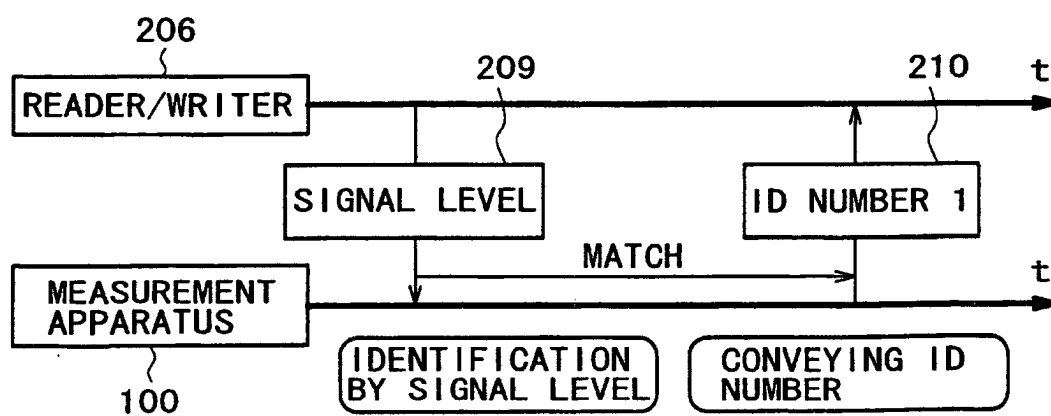 206
209
210
t
READER/WRITER
SIGNAL LEVEL
ID NUMBER 1
MATCH
t
MEASUREMENT
APPARATUS
IDENTIFICATION
BY SIGNAL LEVEL
CONVEYING ID
NUMBER
100